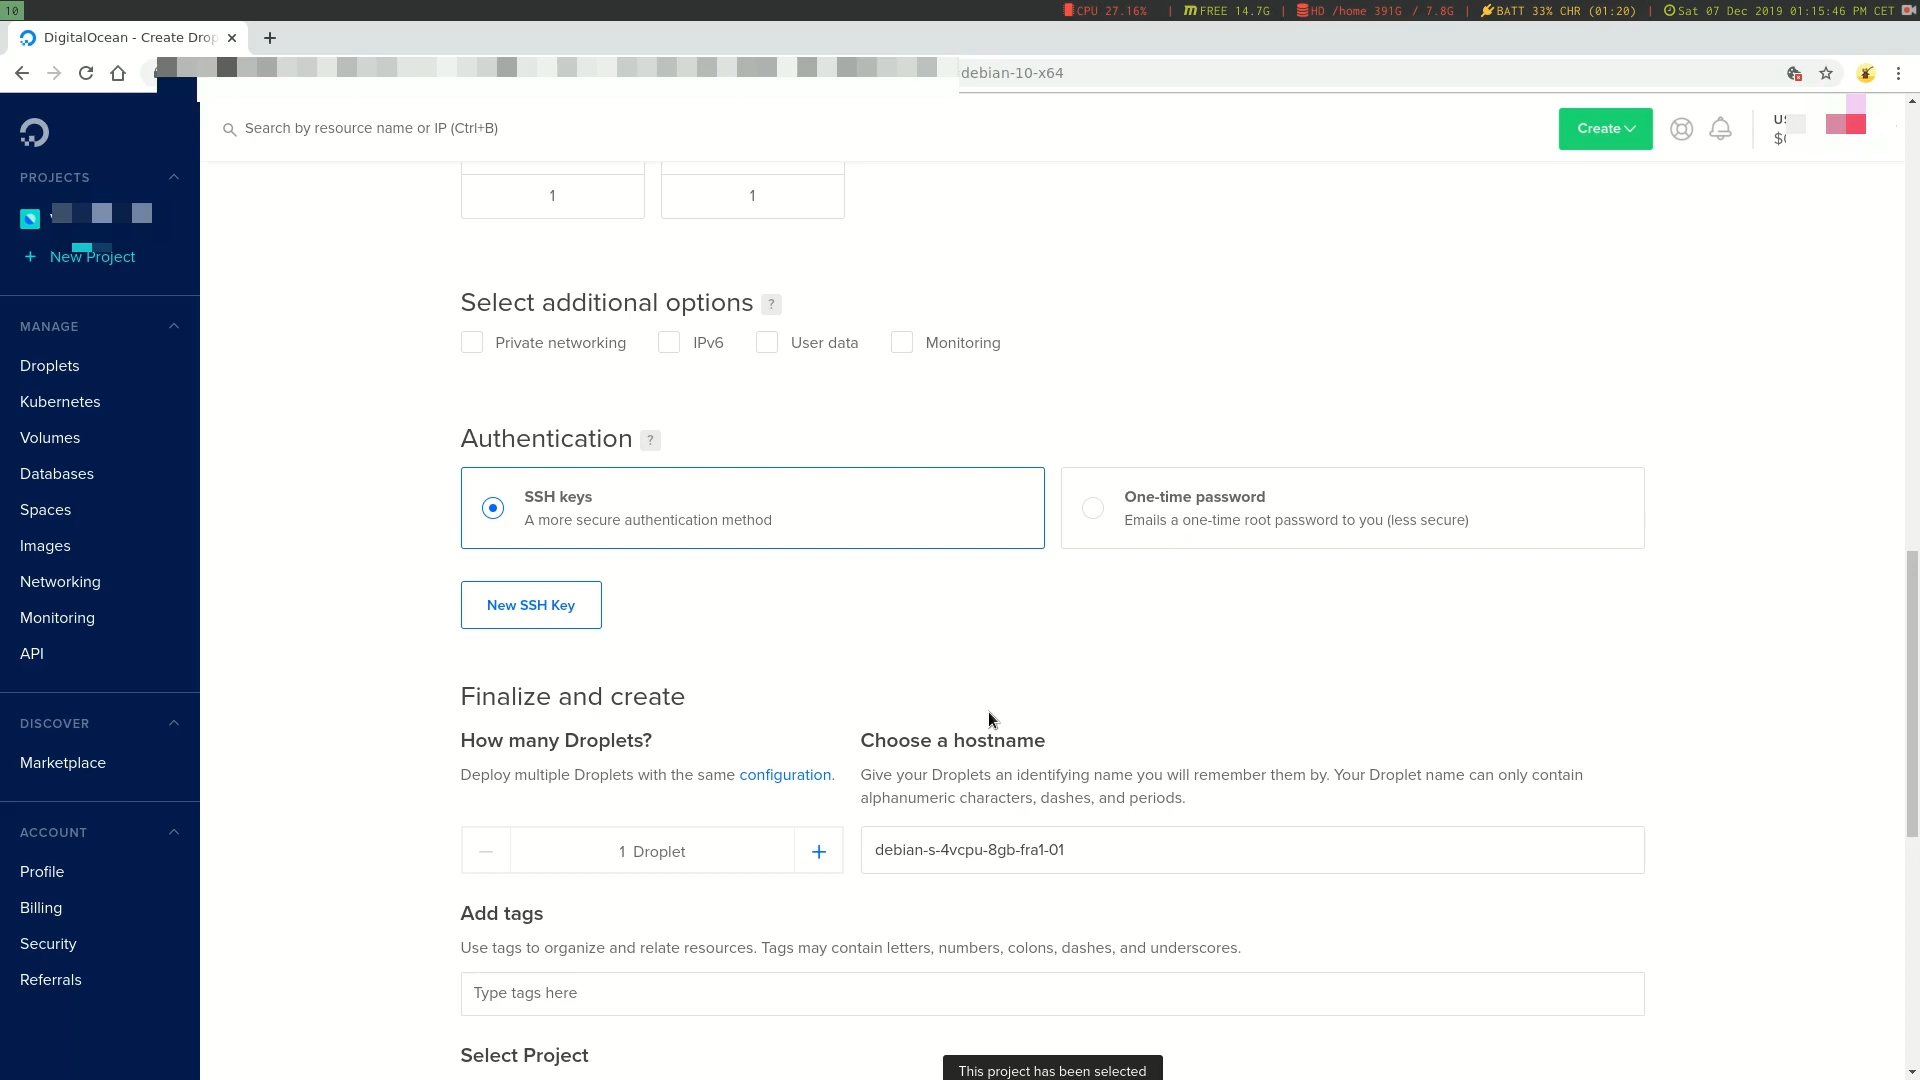 10
CPU 27.16% | FREE 14.7G | HD /home 391G / 7.8G | BATT 33% CHR (01:20) | Sat 07 Dec 2019 01:15:46 PM CET
DigitalOcean - Create Drop
debian-10-x64
Search by resource name or IP (Ctrl+B)
Create
PROJECTS
+ New Project
MANAGE
Droplets
Kubernetes
Volumes
Databases
Spaces
Images
Networking
Monitoring
API
DISCOVER
Marketplace
ACCOUNT
Profile
Billing
Security
Referrals
1
1
Select additional options ?
Private networking
IPv6
User data
Monitoring
Authentication ?
SSH keys
A more secure authentication method
One-time password
Emails a one-time root password to you (less secure)
New SSH Key
Finalize and create
How many Droplets?
Deploy multiple Droplets with the same configuration.
1 Droplet
Choose a hostname
Give your Droplets an identifying name you will remember them by. Your Droplet name can only contain
alphanumeric characters, dashes, and periods.
debian-s-4vcpu-8gb-fra1-01
Add tags
Use tags to organize and relate resources. Tags may contain letters, numbers, colons, dashes, and underscores.
Type tags here
Select Project
This project has been selected